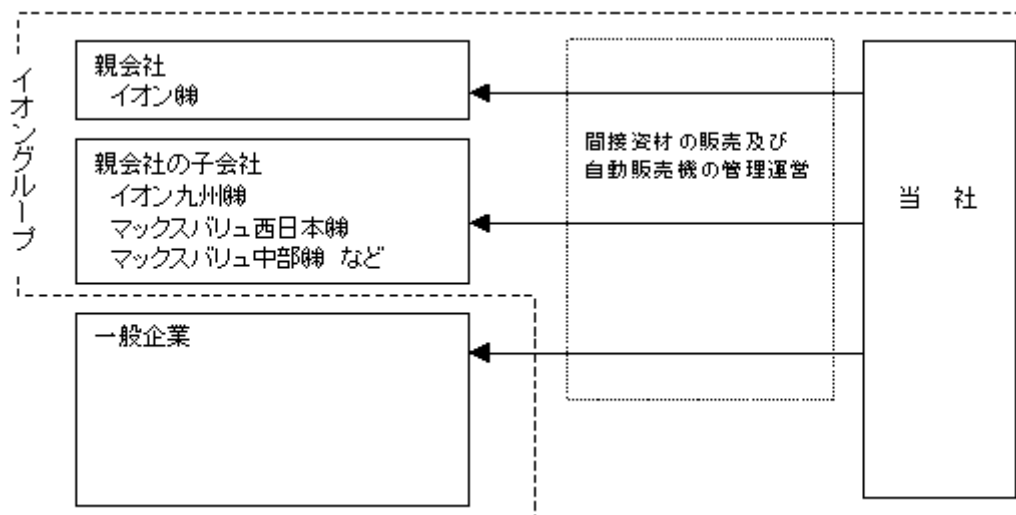 イオングループ
親会社
イオン㈱
親会社の子会社
イオン九州㈱
マックスバリュ西日本㈱
マックスバリュ中部㈱ など
一般企業
間接資材の販売及び
自動販売機の管理運営
当 社